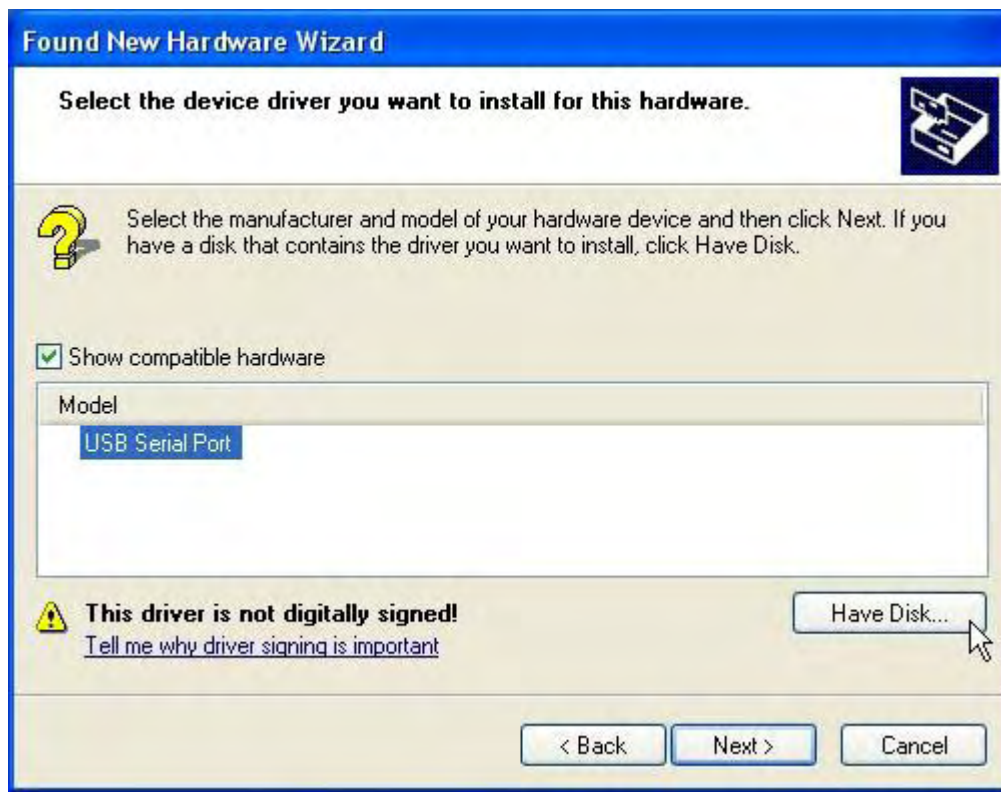 Found New Hardware Wizard
Select the device driver you want to install for this hardware.
Select the manufacturer and model of your hardware device and then click Next. If you
have a disk that contains the driver you want to install, click Have Disk.
Show compatible hardware
Model
USB Serial Port
This driver is not digitally signed!
Have Disk...
Tell me why driver signing is important
< Back
Next >
Cancel